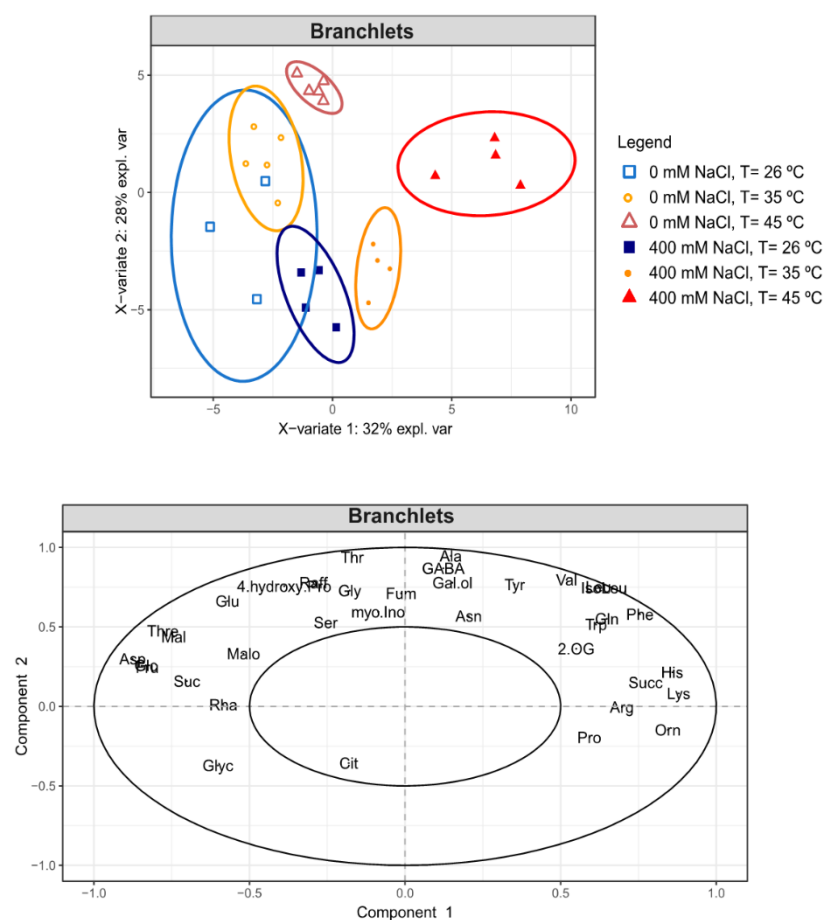 Branchlets
5
0
−5
X−variate 2: 28% expl. var
−5
0
5
10
X−variate 1: 32% expl. var
Legend
0 mM NaCl, T= 26 ºC
0 mM NaCl, T= 35 ºC
0 mM NaCl, T= 45 ºC
400 mM NaCl, T= 26 ºC
400 mM NaCl, T= 35 ºC
400 mM NaCl, T= 45 ºC
Branchlets
1.0
0.5
0.0
−0.5
−1.0
Component 2
Thr
Ala
GABA
4.hydroxy.Pro
Raff
Gal.ol
Tyr
Val
Gly
Fum
Glu
myo.Ino
Ser
Asn
Phe
Gln
Trp
Thre
Mal
Malo
2.OG
Asp
Suc
His
Succ
Lys
Rha
Arg
Pro
Orn
Glyc
Git
−1.0
−0.5
0.0
0.5
1.0
Component 1